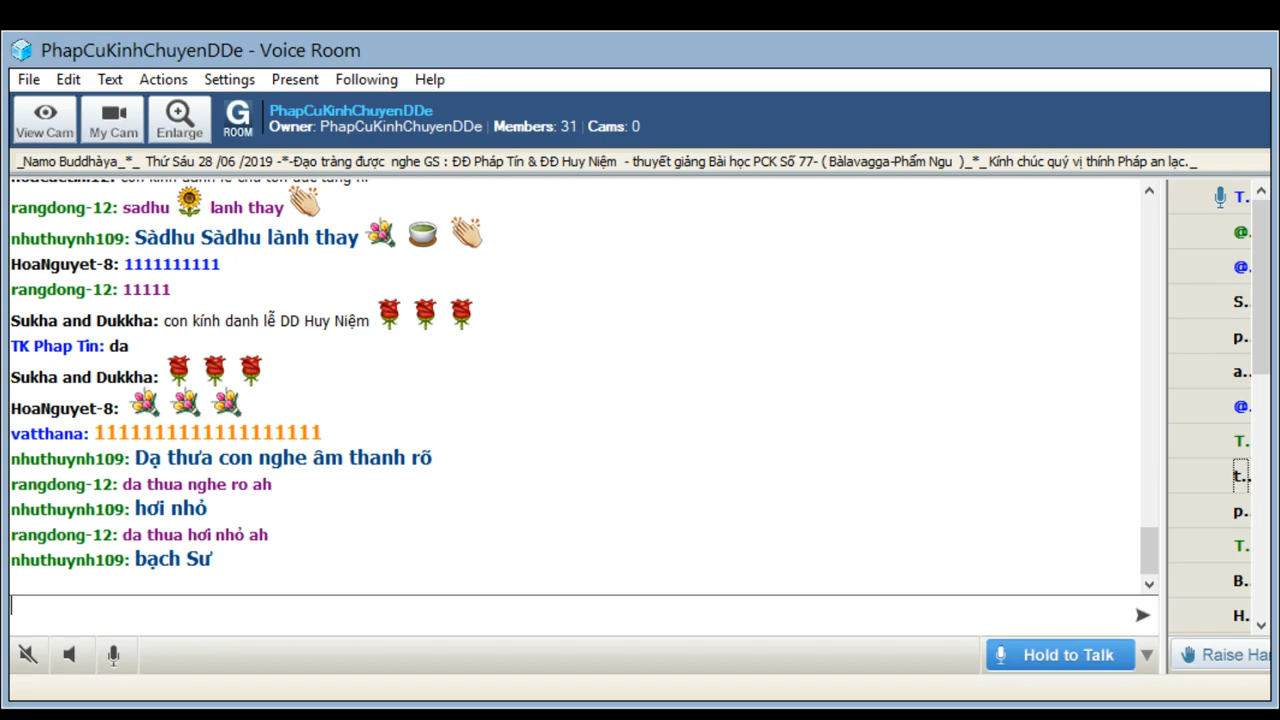 PhapCuKinhChuyenDDe - Voice Room
File Edit Text Actions Settings Present Following Help
View Cam My Cam Enlarge G ROOM
PhapCuKinhChuyenDDe
Owner: PhapCuKinhChuyenDDe | Members: 31 | Cams: 0
_Namo Buddhàya_*_ Thứ Sáu 28 /06 /2019 -*-Đạo tràng được nghe GS : ĐĐ Pháp Tín & ĐĐ Huy Niệm - thuyết giảng Bài học PCK Số 77- ( Bàlavagga-Phẩm Ngu )_*_Kính chúc quý vị thính Pháp an lạc._
rangdong-12: sadhu lanh thay
nhuthuynh109: Sàdhu Sàdhu lành thay
HoaNguyet-8: 1111111111
rangdong-12: 11111
Sukha and Dukkha: con kính danh lễ DD Huy Niệm
TK Phap Tin: da
Sukha and Dukkha:
HoaNguyet-8:
vatthana: 1111111111111111111
nhuthuynh109: Dạ thưa con nghe âm thanh rõ
rangdong-12: da thua nghe ro ah
nhuthuynh109: hơi nhỏ
rangdong-12: da thua hơi nhỏ ah
nhuthuynh109: bạch Sư
T.
@.
@.
S.
p.
a..
@.
T.
t..
p.
T.
B.
H.
Hold to Talk
Raise Han